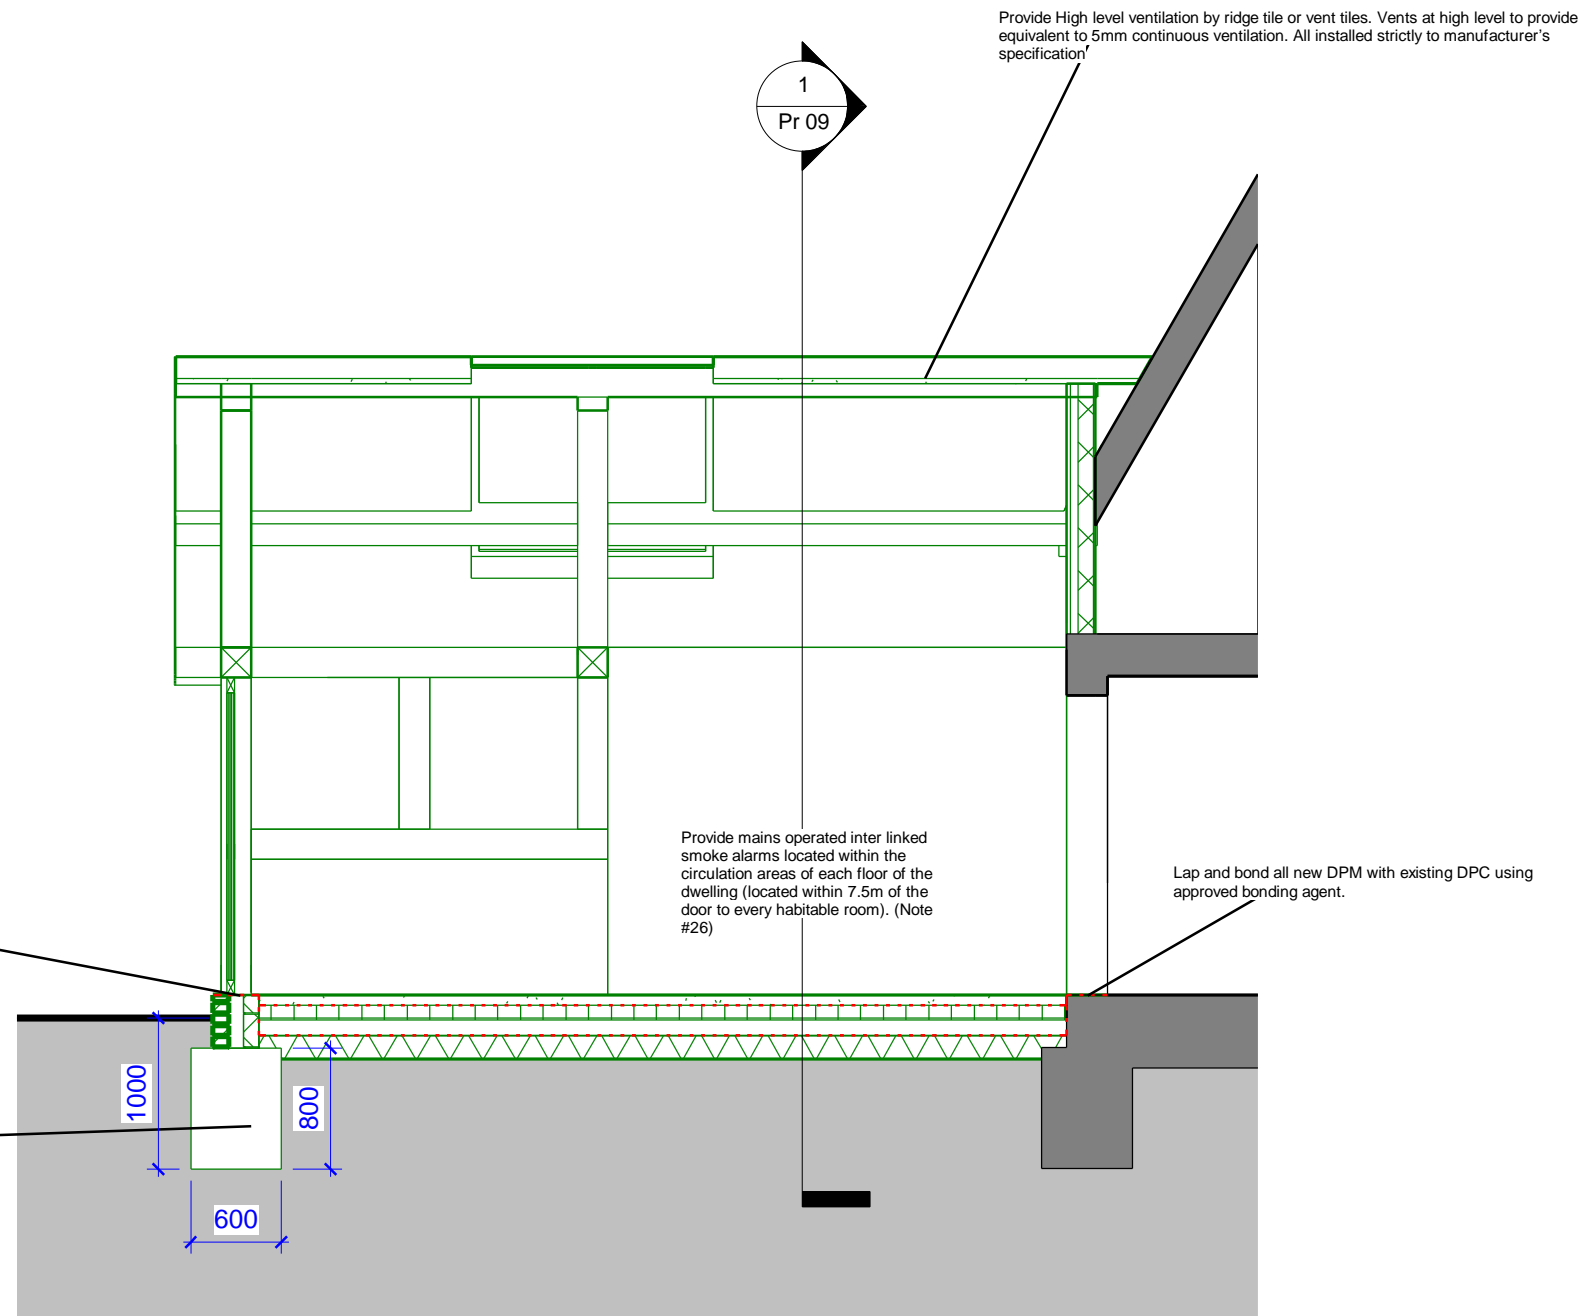 Provide High level ventilation by ridge tile or vent tiles. Vents at high level to provide
equivalent to 5mm continuous ventilation. All installed strictly to manufacturer's
specification
1
Pr 09
Provide mains operated inter linked
smoke alarms located within the
circulation areas of each floor of the
dwelling (located within 7.5m of the
door to every habitable room). (Note
#26)
Lap and bond all new DPM with existing DPC using
approved bonding agent.
1000
800
600